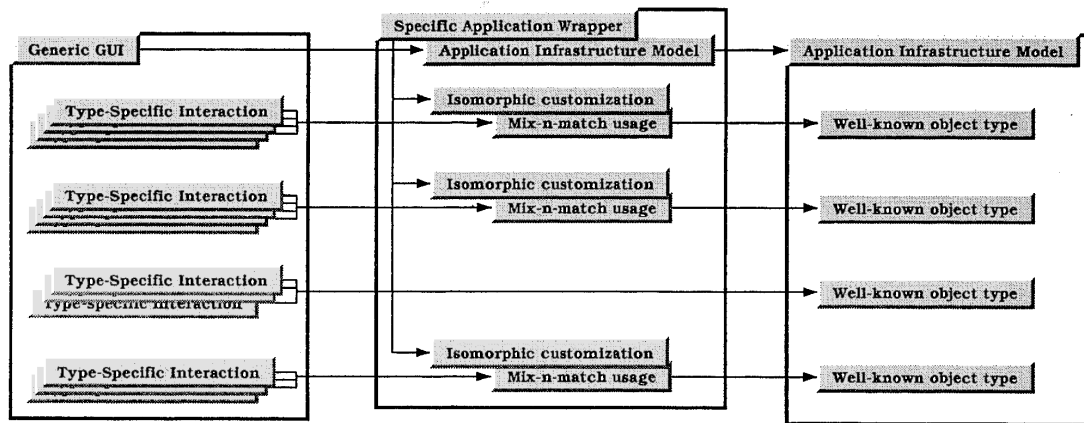 Specific Application Wrapper
Generic GUI
Application Infrastructure Model
Application Infrastructure Model
Type-Specific Interaction
Isomorphic customization
Mix-n-match usage
Well-known object type
Type-Specific Interaction
Isomorphic customization
Mix-n-match usage
Well-known object type
Type-Specific Interaction
Type-Specific Interaction
Well-known object type
Type-Specific Interaction
Isomorphic customization
Mix-n-match usage
Well-known object type